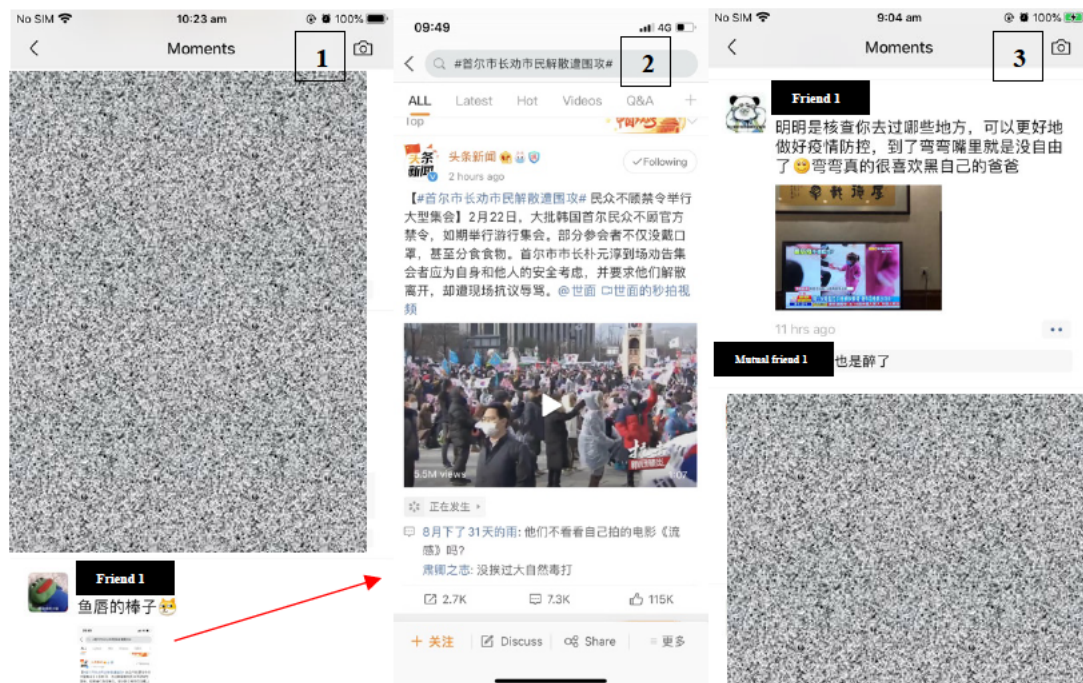 No SIM
10:23 am
100%
Moments
1
Friend 1
鱼唇的棒子
09:49
4G
#首尔市长劝市民解散遭围攻#
2
ALL Latest Hot Videos Q&A
Top
头条新闻
Following
2 hours ago
【#首尔市长劝市民解散遭围攻# 民众不顾禁令举行
大型集会】2月22日，大批韩国首尔民众不顾官方
禁令，如期举行游行集会。部分参会者不仅没戴口
罩，甚至分食食物。首尔市市长朴元淳到场劝告集
会者应为自身和他人的安全考虑，并要求他们解散
离开，却遭现场抗议辱骂。@世面 世面的秒拍视
频
5.5M views
1:07
正在发生
8月下了31天的雨: 他们不看看自己拍的电影《流
感》吗?
肃卿之志: 没挨过大自然毒打
2.7K 7.3K 115K
+ 关注 Discuss Share 更多
No SIM
9:04 am
100%
Moments
3
Friend 1
明明是核查你去过哪些地方，可以更好地
做好疫情防控，到了弯弯嘴里就是没自由
了 弯弯真的很喜欢黑自己的爸爸
11 hrs ago
Mutual friend 1
也是醉了